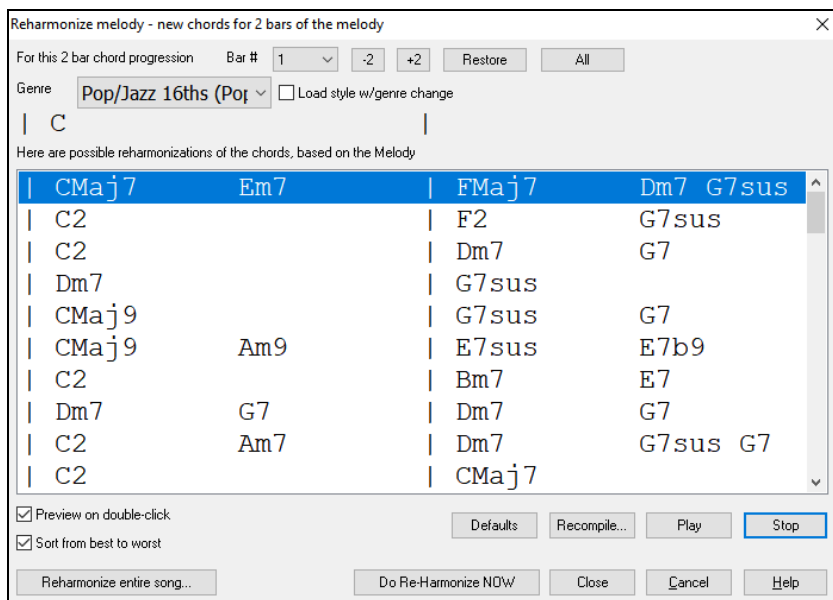 Reharmonize melody - new chords for 2 bars of the melody
For this 2 bar chord progression Bar # 1 -2 +2 Restore All
Genre Pop/Jazz 16ths (Pop Load style w/genre change
| C |
Here are possible reharmonizations of the chords, based on the Melody
| CMaj7 Em7 | FMaj7 Dm7 G7sus
| C2 | F2 G7sus
| C2 | Dm7 G7
| Dm7 | G7sus
| CMaj9 | G7sus G7
| CMaj9 Am9 | E7sus E7b9
| C2 | Bm7 E7
| Dm7 G7 | Dm7 G7
| C2 Am7 | Dm7 G7sus G7
| C2 | CMaj7
Preview on double-click
Sort from best to worst
Defaults Recompile... Play Stop
Reharmonize entire song... Do Re-Harmonize NOW Close Cancel Help